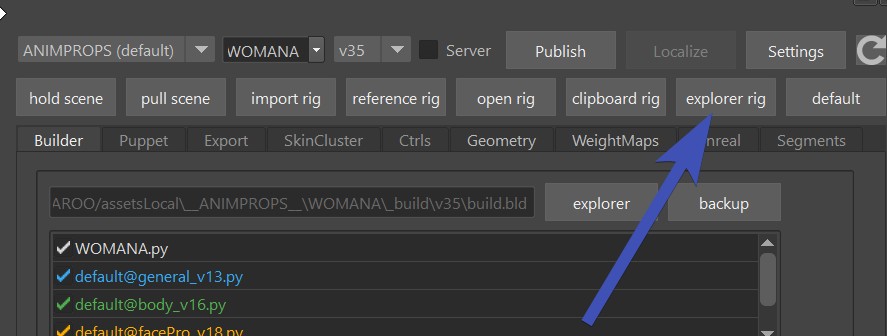 ANIMPROPS (default) WOMANA v35 Server Publish Localize Settings
hold scene pull scene import rig reference rig open rig clipboard rig explorer rig default
Builder Puppet Export SkinCluster Ctrls Geometry WeightMaps nreal Segments
AROO/assetsLocal\__ANIMPROPS__\WOMANA\_build\v35\build.bld explorer backup
WOMANA.py
default@general_v13.py
default@body_v16.py
default@facePro_v18.py